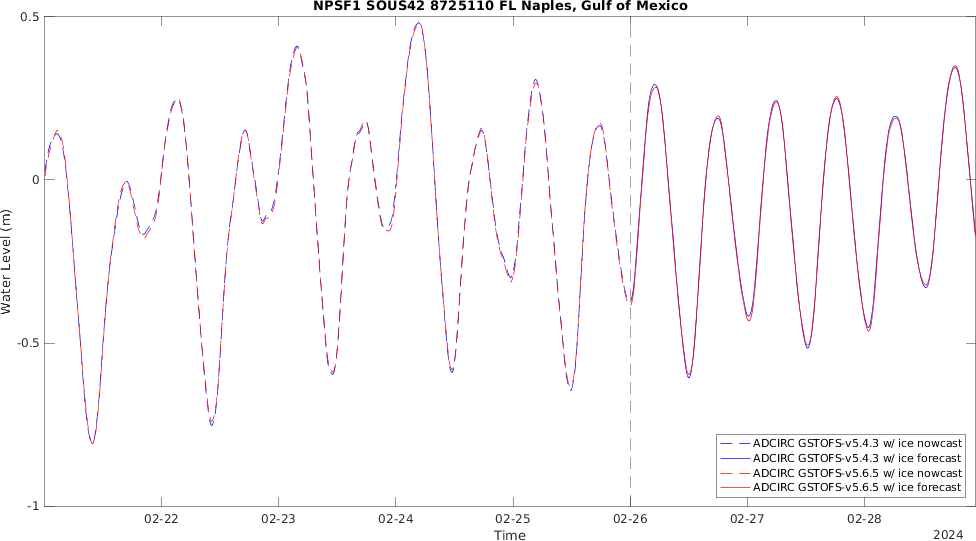 NPSF1 SOUS42 8725110 FL Naples, Gulf of Mexico
0.5
0
-0.5
-1
Water Level (m)
02-22
02-23
02-24
02-25
02-26
02-27
02-28
Time
2024
ADCIRC GSTOFS-v5.4.3 w/ ice nowcast
ADCIRC GSTOFS-v5.4.3 w/ ice forecast
ADCIRC GSTOFS-v5.6.5 w/ ice nowcast
ADCIRC GSTOFS-v5.6.5 w/ ice forecast